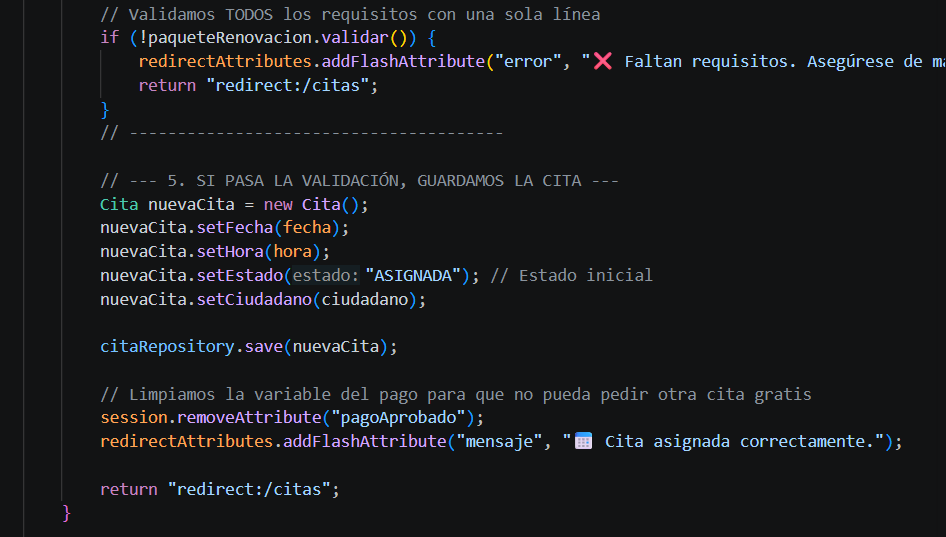 // Validamos TODOS los requisitos con una sola línea
if (!paqueteRenovacion.validar()) {
redirectAttributes.addFlashAttribute("error", "❌ Faltan requisitos. Asegúrese de
return "redirect:/citas";
}
// ---------------------------------------
// --- 5. SI PASA LA VALIDACIÓN, GUARDAMOS LA CITA ---
Cita nuevaCita = new Cita();
nuevaCita.setFecha(fecha);
nuevaCita.setHora(hora);
nuevaCita.setEstado(estado: "ASIGNADA"); // Estado inicial
nuevaCita.setCiudadano(ciudadano);
citaRepository.save(nuevaCita);
// Limpiamos la variable del pago para que no pueda pedir otra cita gratis
session.removeAttribute("pagoAprobado");
redirectAttributes.addFlashAttribute("mensaje", "📅 Cita asignada correctamente.");
return "redirect:/citas";
}